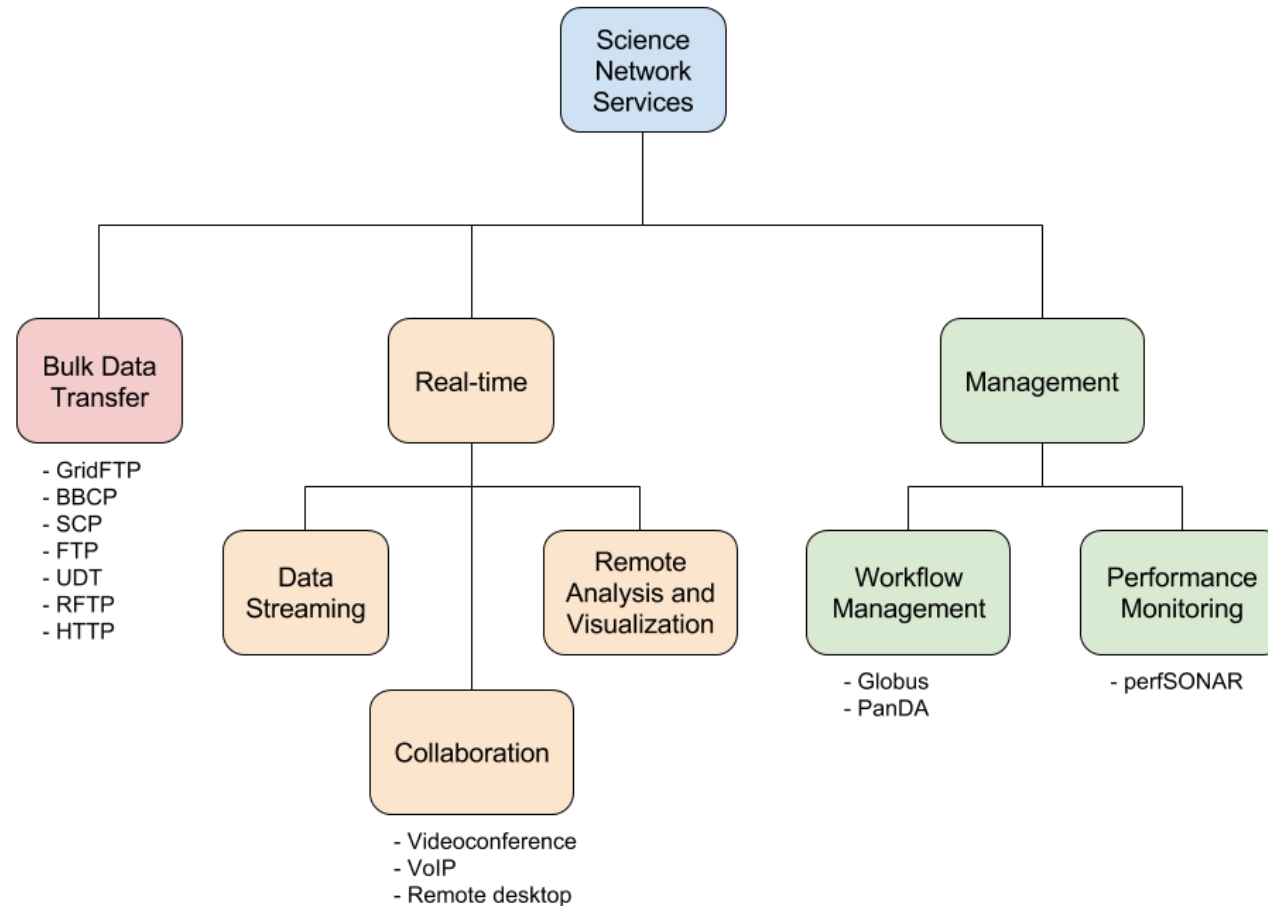 Science
Network
Services
Bulk Data
Transfer
Real-time
Management
- GridFTP
- BBCP
- SCP
- FTP
- UDT
- RFTP
- HTTP
Data
Streaming
Remote
Analysis and
Visualization
Workflow
Management
Performance
Monitoring
- Globus
- PanDA
- perfSONAR
Collaboration
- Videoconference
- VoIP
- Remote desktop